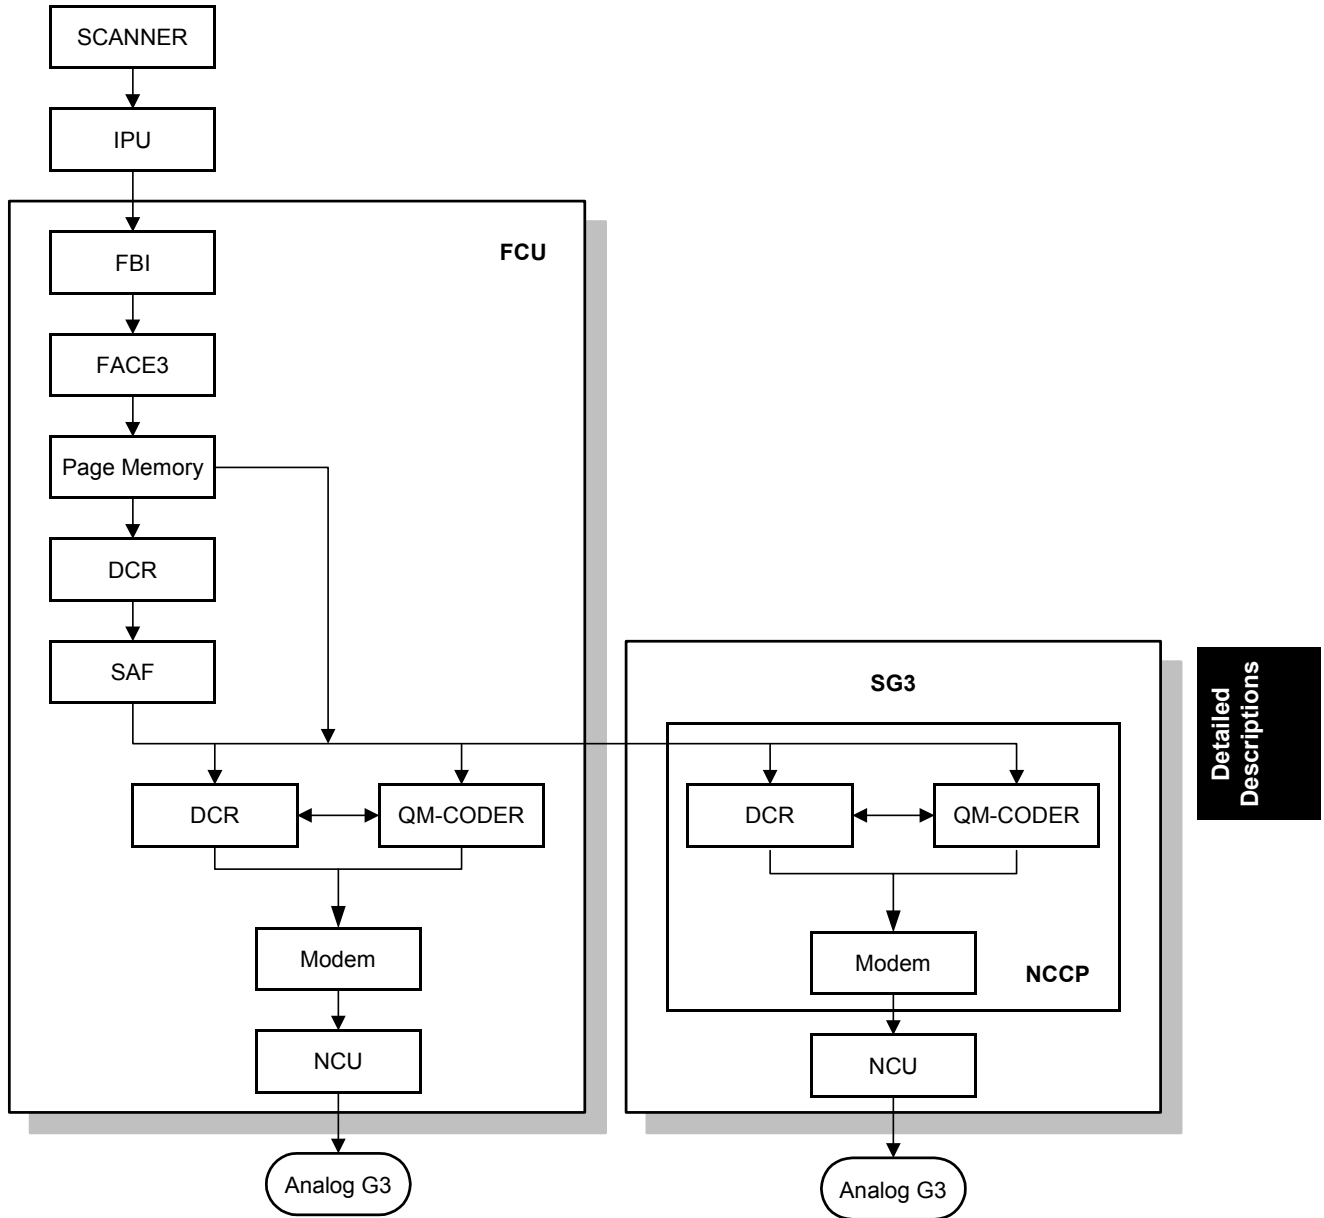 SCANNER
IPU
FCU
FBI
FACE3
Page Memory
DCR
SAF
DCR
QM-CODER
Modem
NCU
Analog G3
SG3
DCR
QM-CODER
Modem
NCCP
NCU
Analog G3
Detailed
Descriptions